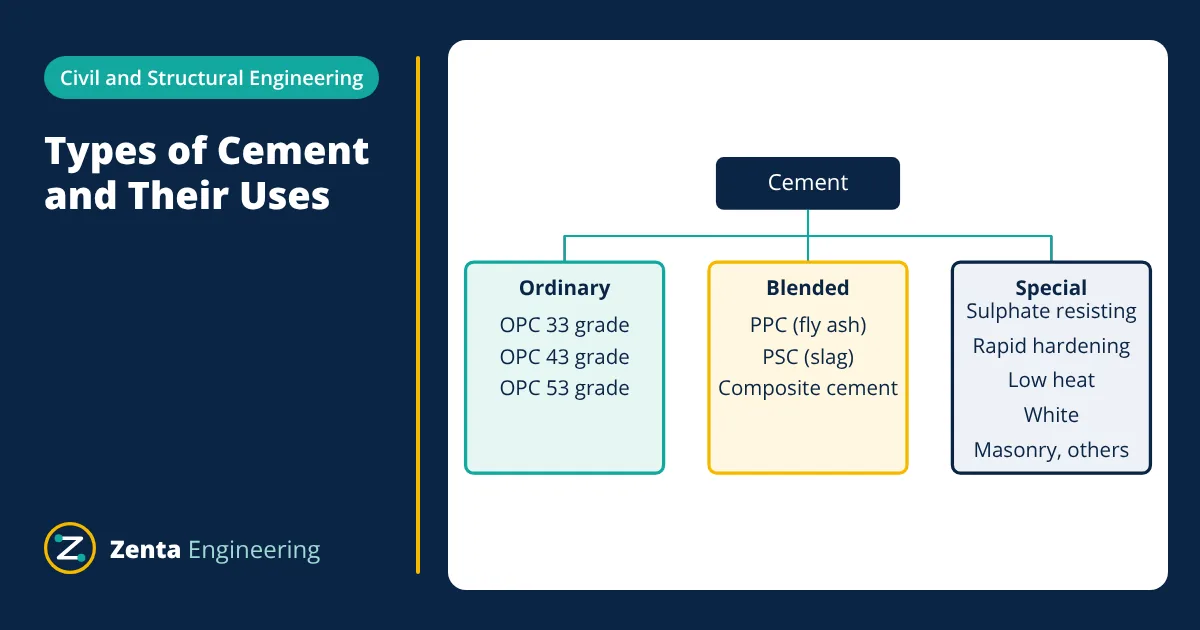 Civil and Structural Engineering
Types of Cement
and Their Uses
Zenta Engineering
Cement
Ordinary
OPC 33 grade
OPC 43 grade
OPC 53 grade
Blended
PPC (fly ash)
PSC (slag)
Composite cement
Special
Sulphate resisting
Rapid hardening
Low heat
White
Masonry, others